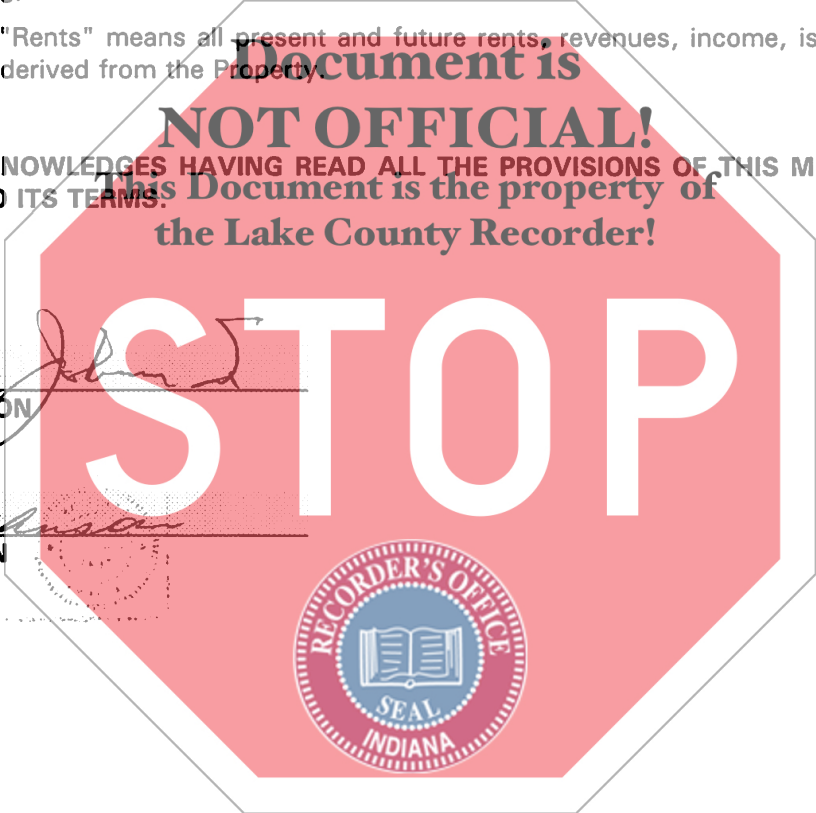 "Rents" means all present and future rents, revenues, income, is
derived from the Property.
Document is
NOT OFFICIAL!
NOWLEDGES HAVING READ ALL THE PROVISIONS OF THIS M
ITS TERMS.
This Document is the property of
the Lake County Recorder!
STOP
ON
RECORDER'S OFFICE
SEAL
INDIANA